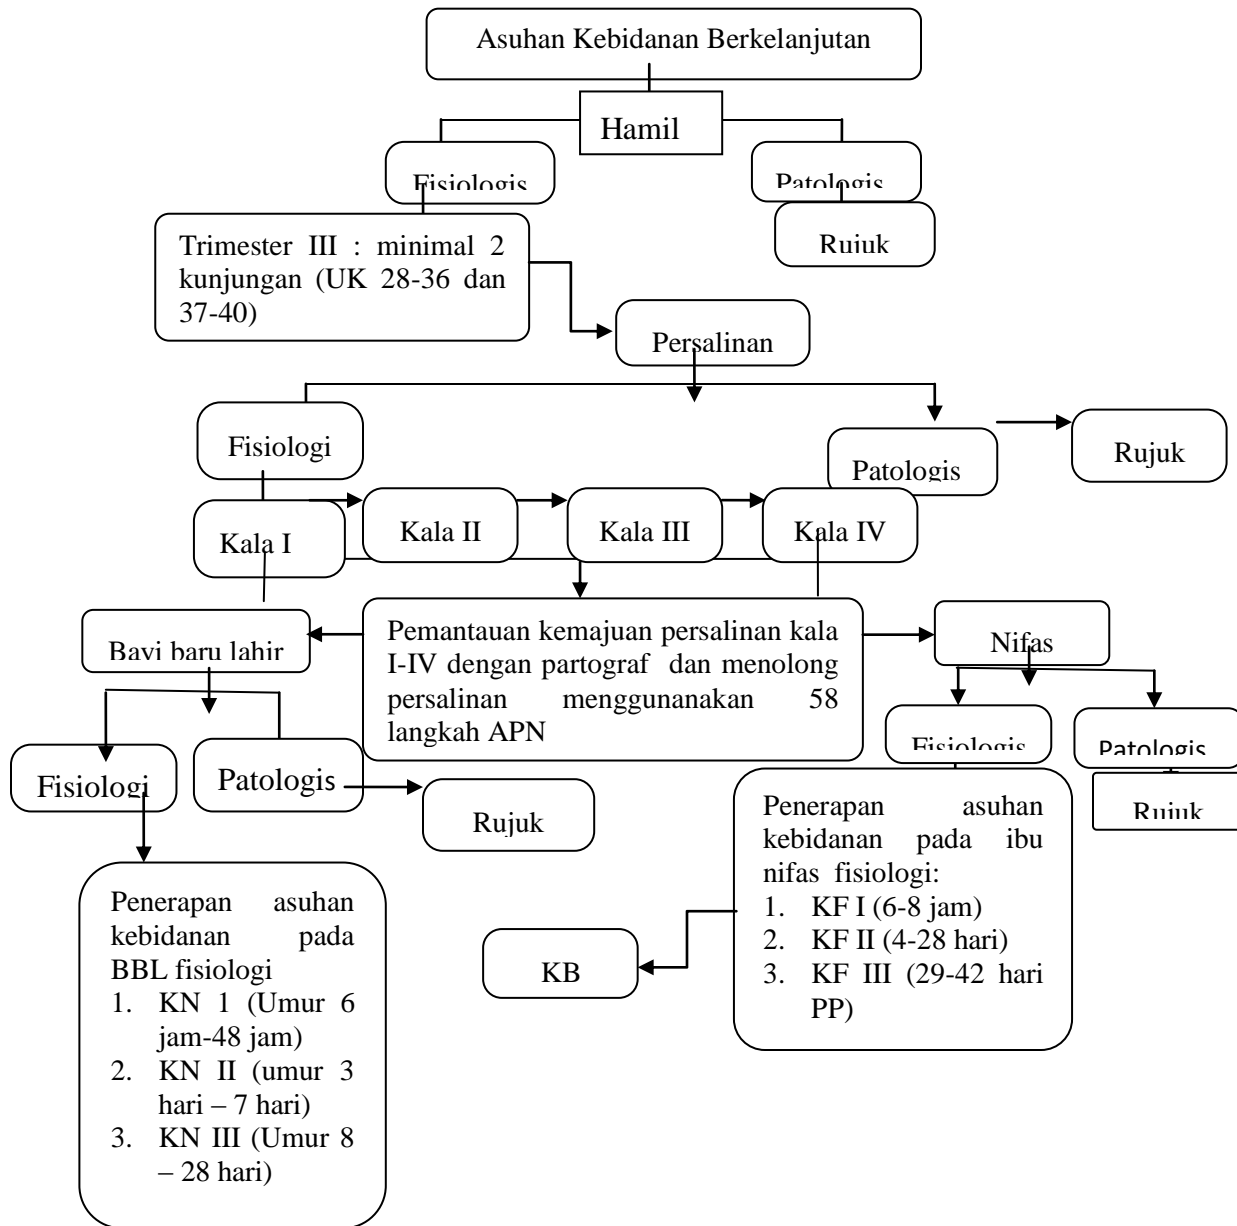 Asuhan Kebidanan Berkelanjutan
Hamil
Fisiologis
Patologis
Rujuk
Trimester III : minimal 2
kunjungan (UK 28-36 dan
37-40)
Persalinan
Fisiologi
Patologis
Rujuk
Kala I
Kala II
Kala III
Kala IV
Bayi baru lahir
Pemantauan kemajuan persalinan kala
I-IV dengan partograf dan menolong
persalinan menggunanakan 58
langkah APN
Nifas
Fisiologi
Patologis
Rujuk
Fisiologis
Patologis
Rujuk
Penerapan asuhan
kebidanan pada
BBL fisiologi
1. KN 1 (Umur 6
jam-48 jam)
2. KN II (umur 3
hari – 7 hari)
3. KN III (Umur 8
– 28 hari)
KB
Penerapan asuhan
kebidanan pada ibu
nifas fisiologi:
1. KF I (6-8 jam)
2. KF II (4-28 hari)
3. KF III (29-42 hari
PP)